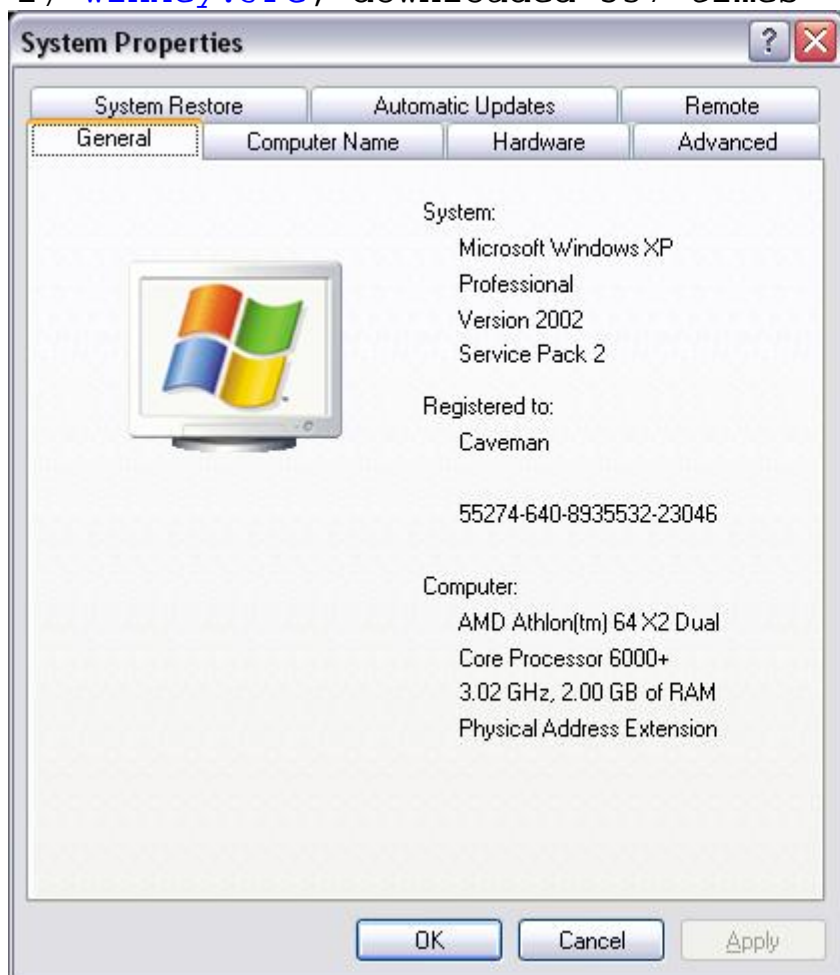 System Properties
System Restore Automatic Updates Remote
General Computer Name Hardware Advanced
System:
Microsoft Windows XP
Professional
Version 2002
Service Pack 2
Registered to:
Caveman
55274-640-8935532-23046
Computer:
AMD Athlon(tm) 64 X2 Dual
Core Processor 6000+
3.02 GHz, 2.00 GB of RAM
Physical Address Extension
OK Cancel Apply